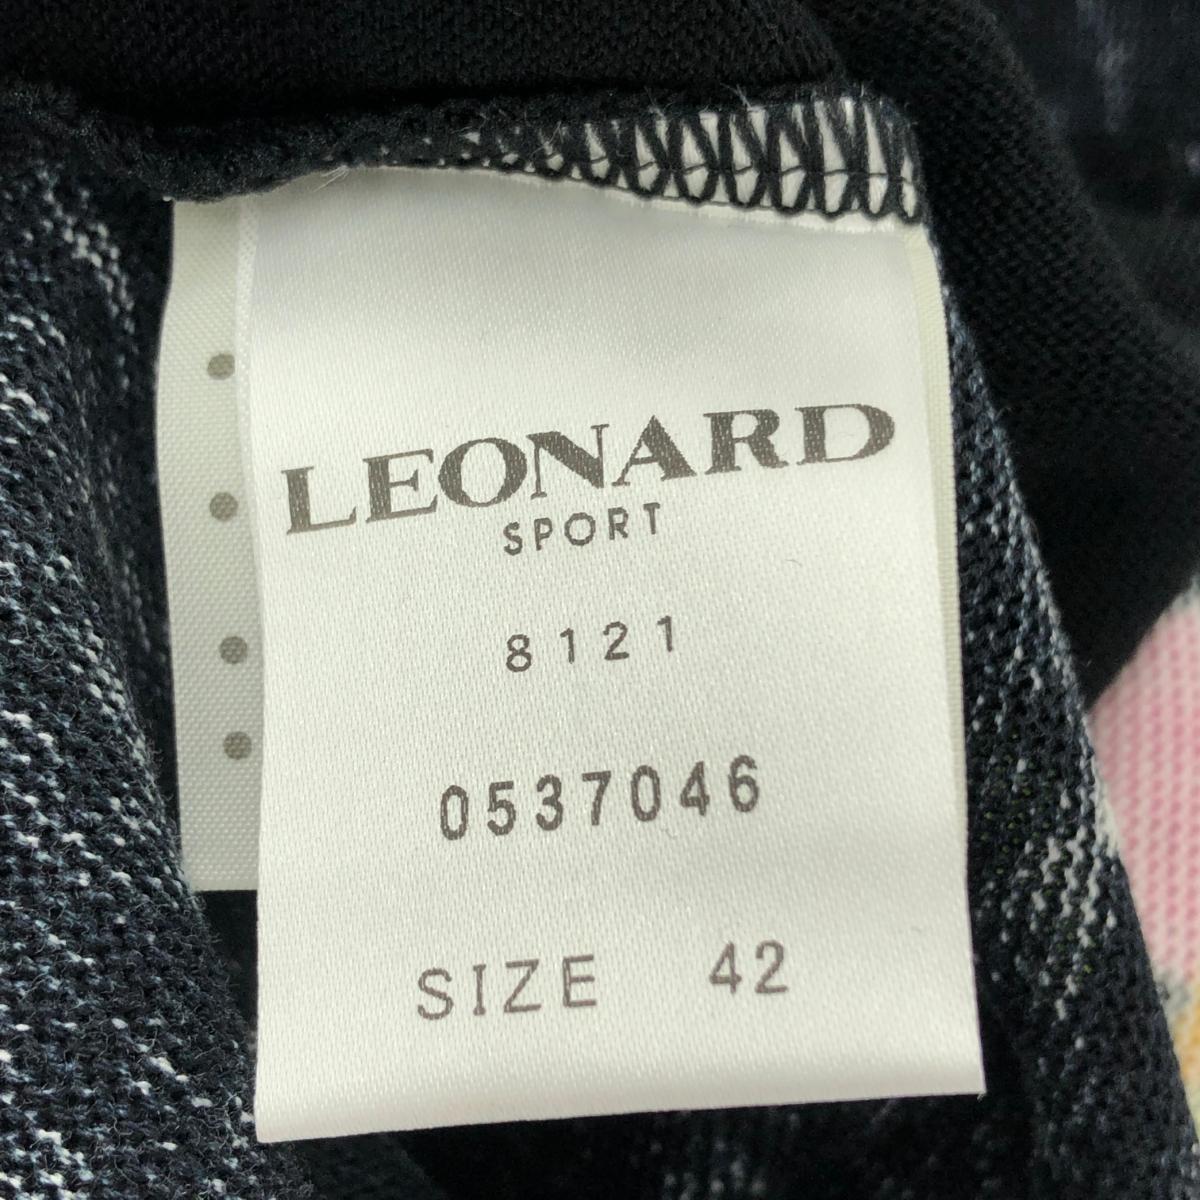 LEONARD
SPORT
8121
0537046
SIZE 42